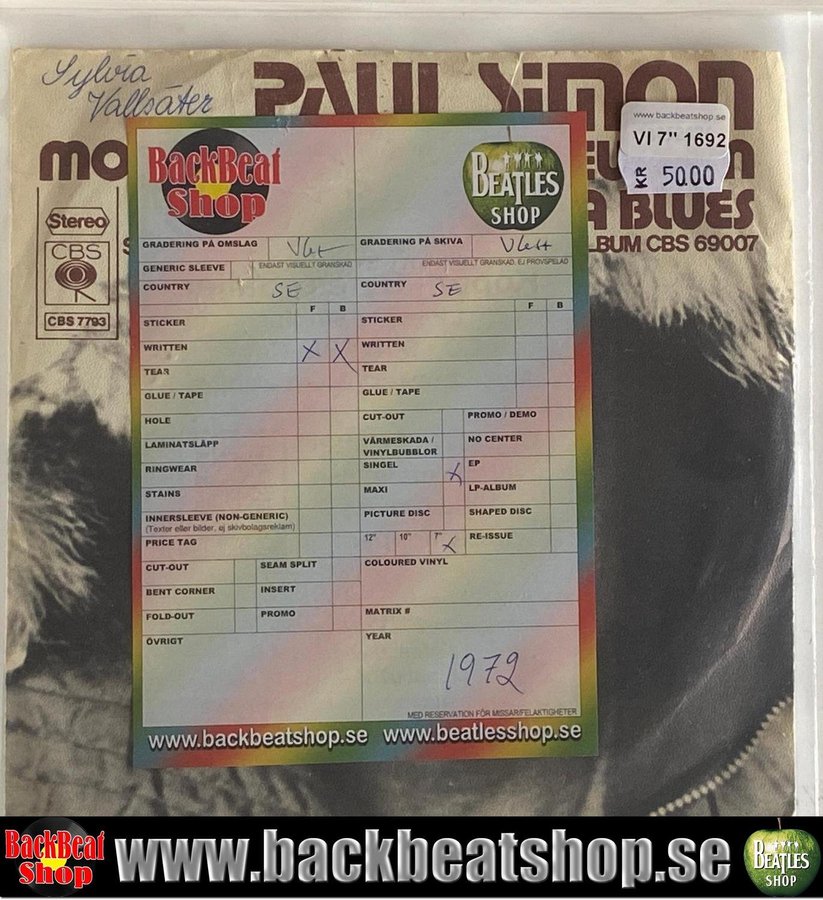 Sylvia
Vallsäter
PAUL SIMON
MO
A BLUES
ALBUM CBS 69007
Stereo
CBS
CBS 7793
www.backbeatshop.se
VI 7" 1692
KR 50.00
BackBeat
Shop
BEATLES
SHOP
GRADERING PÅ OMSLAG VG+
GRADERING PÅ SKIVA VG++
GENERIC SLEEVE ENDAST VISUELLT GRANSKAD
ENDAST VISUELLT GRANSKAD, EJ PROVSPELAD
COUNTRY SE
COUNTRY SE
F B
F B
STICKER
STICKER
WRITTEN X X
WRITTEN
TEAR
TEAR
GLUE / TAPE
GLUE / TAPE
HOLE
CUT-OUT
PROMO / DEMO
LAMINATSLÄPP
VÄRMESKADA /
VINYLBUBBLOR
NO CENTER
RINGWEAR
SINGEL X
EP
STAINS
MAXI
LP-ALBUM
INNERSLEEVE (NON-GENERIC)
(Texter eller bilder, ej skivbolagsreklam)
PICTURE DISC
SHAPED DISC
PRICE TAG
12" 10" 7" X
RE-ISSUE
CUT-OUT
SEAM SPLIT
COLOURED VINYL
BENT CORNER
INSERT
FOLD-OUT
PROMO
MATRIX #
ÖVRIGT
YEAR
1972
MED RESERVATION FÖR MISSAR/FELAKTIGHETER
www.backbeatshop.se www.beatlesshop.se
BackBeat
Shop
www.backbeatshop.se
BEATLES
SHOP